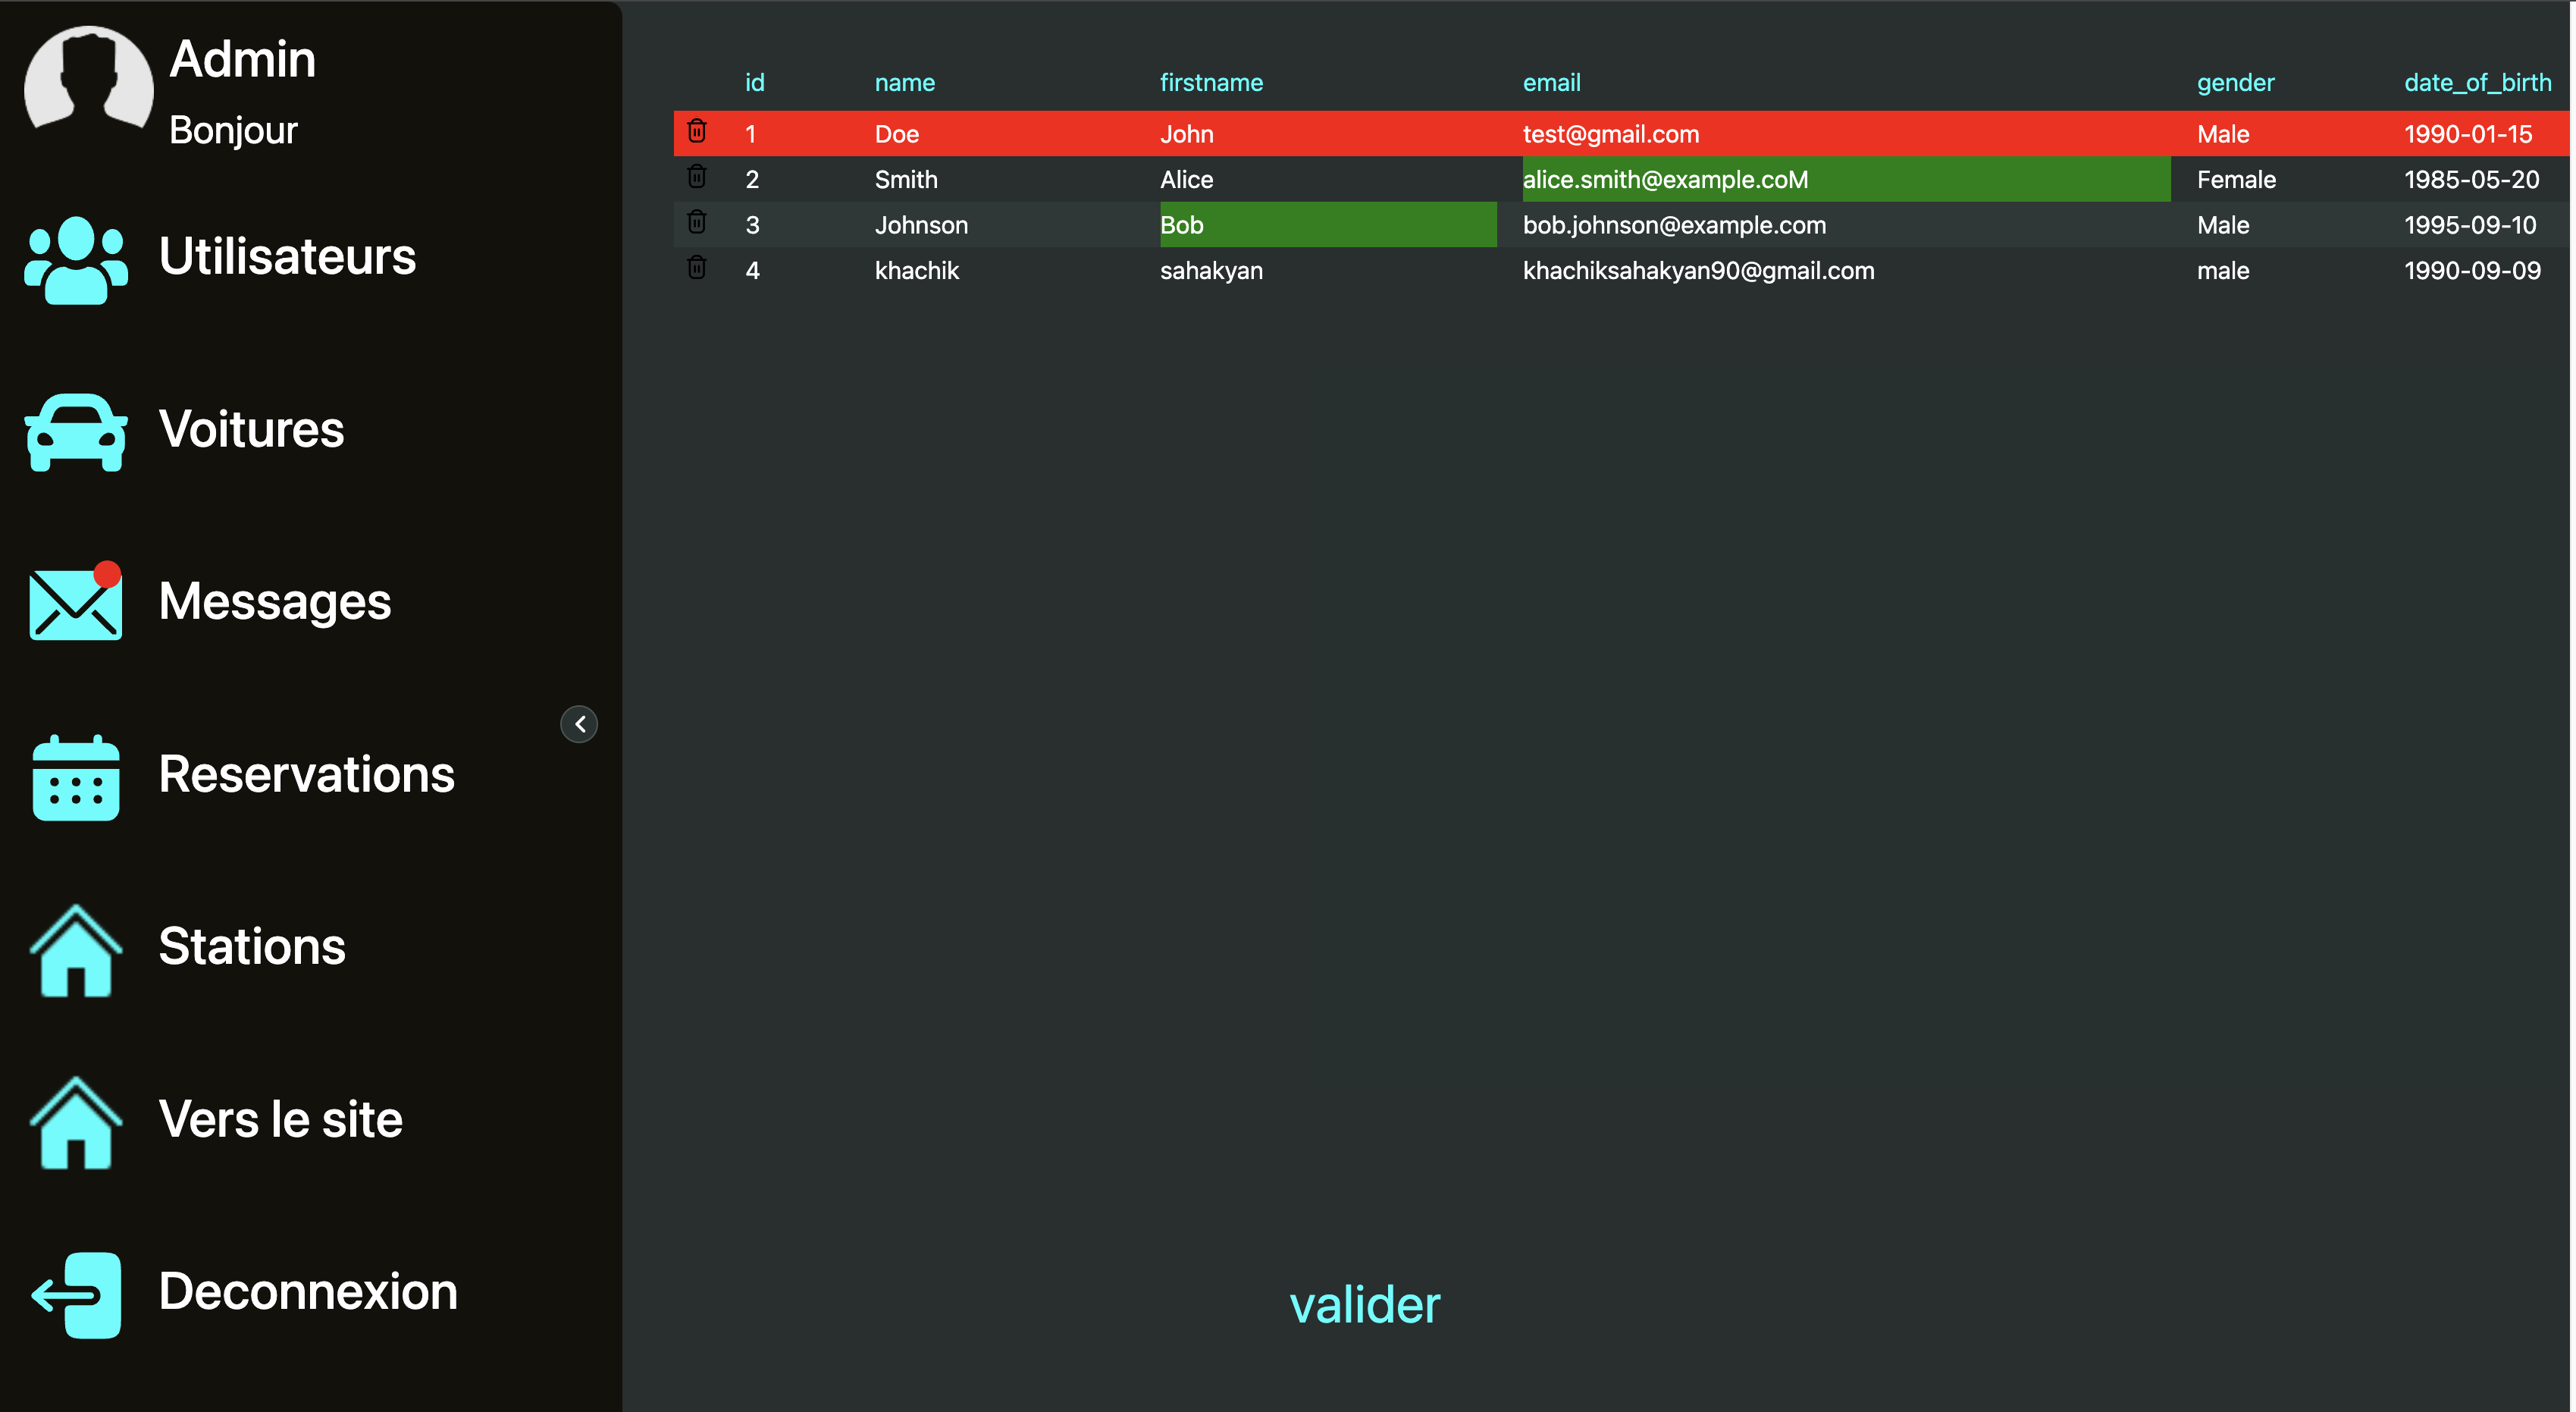 Admin
Bonjour
Utilisateurs
Voitures
Messages
Reservations
Stations
Vers le site
Deconnexion
id name firstname email gender date_of_birth
1 Doe John test@gmail.com Male 1990-01-15
2 Smith Alice alice.smith@example.coM Female 1985-05-20
3 Johnson Bob bob.johnson@example.com Male 1995-09-10
4 khachik sahakyan khachiksahakyan90@gmail.com male 1990-09-09
valider